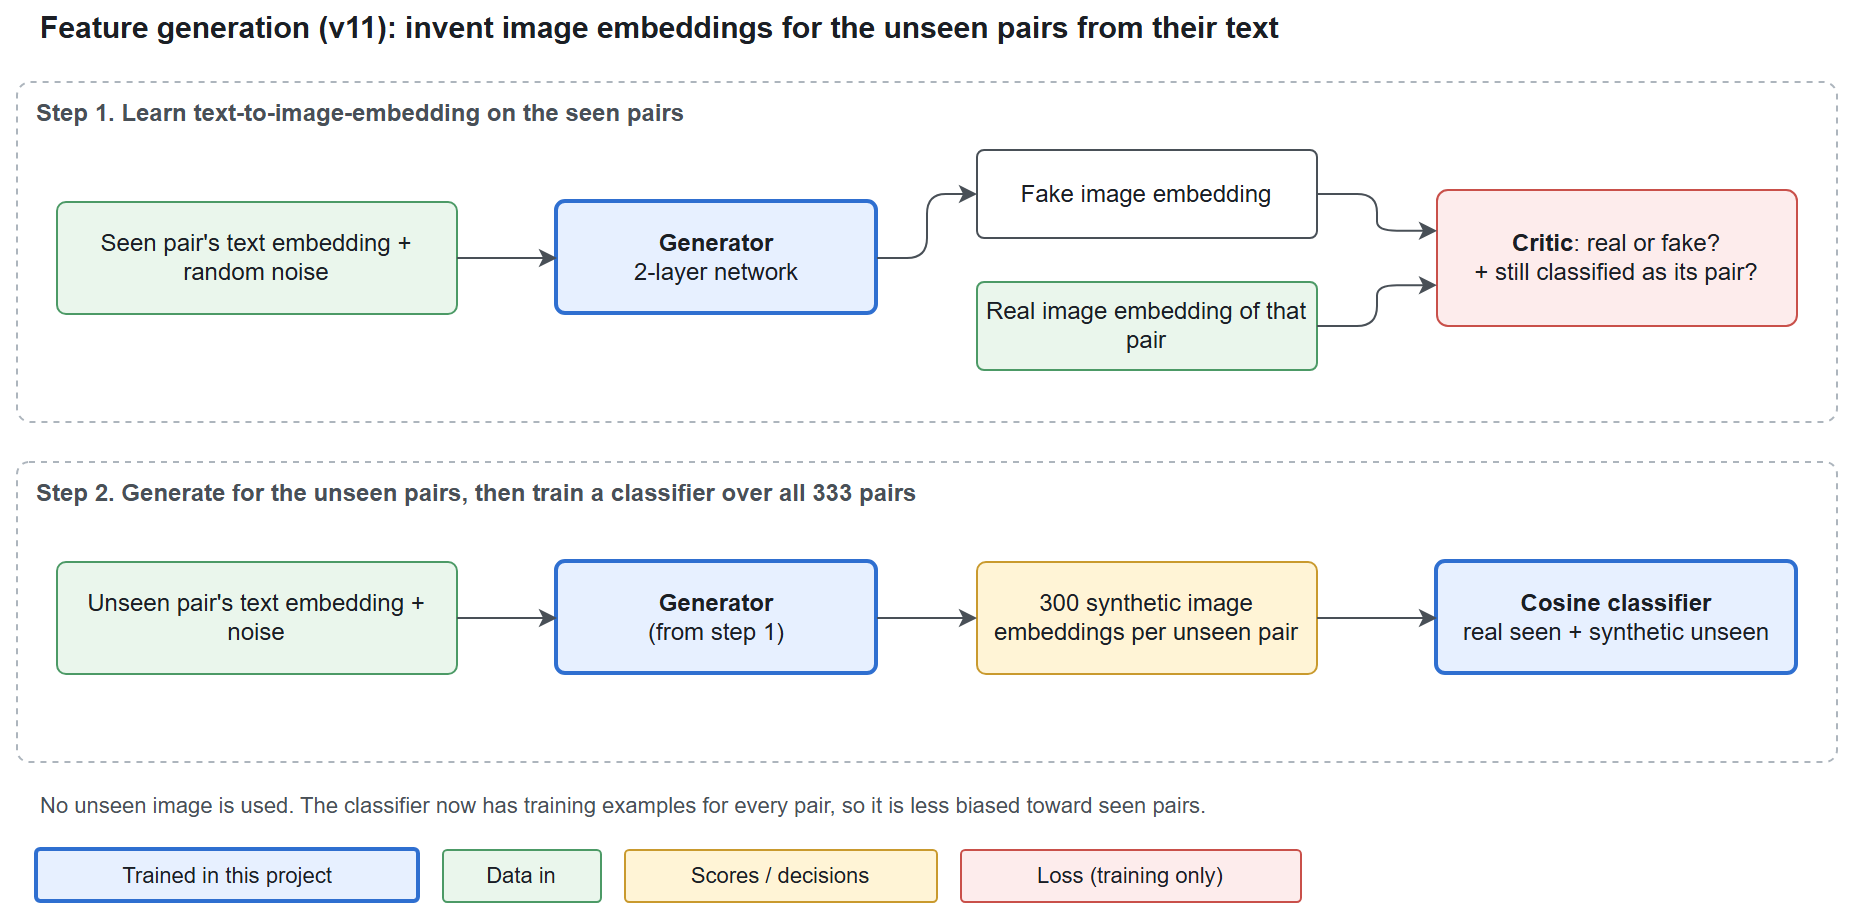 Feature generation (v11): invent image embeddings for the unseen pairs from their text
Step 1. Learn text-to-image-embedding on the seen pairs
Seen pair's text embedding +
random noise
Generator
2-layer network
Fake image embedding
Real image embedding of that
pair
Critic: real or fake?
+ still classified as its pair?
Step 2. Generate for the unseen pairs, then train a classifier over all 333 pairs
Unseen pair's text embedding +
noise
Generator
(from step 1)
300 synthetic image
embeddings per unseen pair
Cosine classifier
real seen + synthetic unseen
No unseen image is used. The classifier now has training examples for every pair, so it is less biased toward seen pairs.
Trained in this project
Data in
Scores / decisions
Loss (training only)